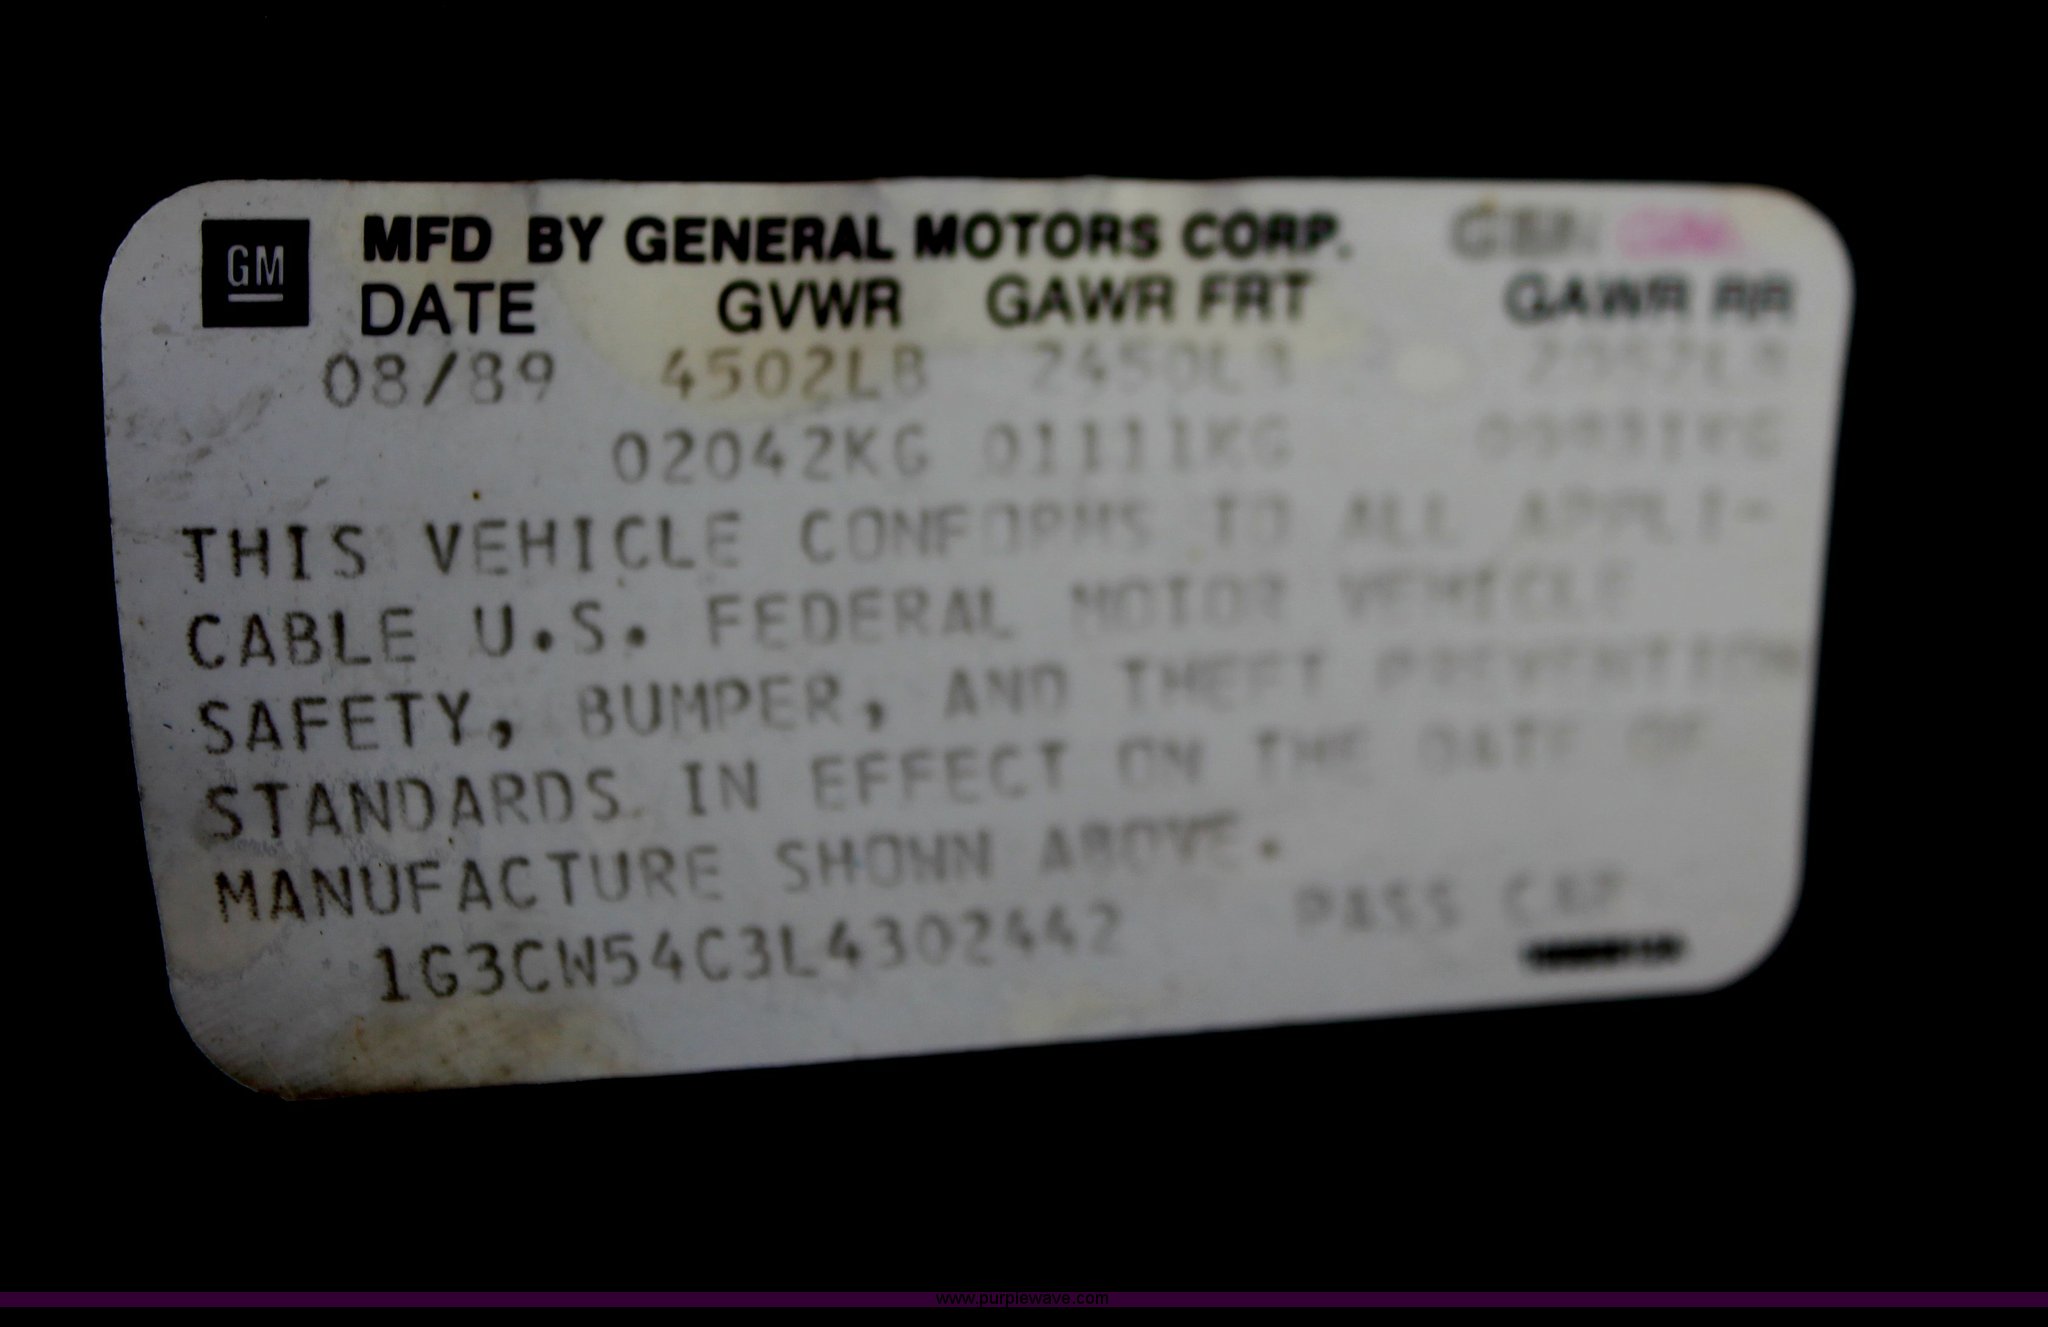 GM
MFD BY GENERAL MOTORS CORP.
DATE GVWR GAWR FRT GAWR RR
08/89 4502LB 2450LB 2052LB
02042KG 01111KG 00931KG
THIS VEHICLE CONFORMS TO ALL APPLI-
CABLE U.S. FEDERAL MOTOR VEHICLE
SAFETY, BUMPER, AND THEFT PREVENTION
STANDARDS IN EFFECT ON THE DATE OF
MANUFACTURE SHOWN ABOVE.
1G3CW54C3L4302442 PASS CAR
www.purplewave.com